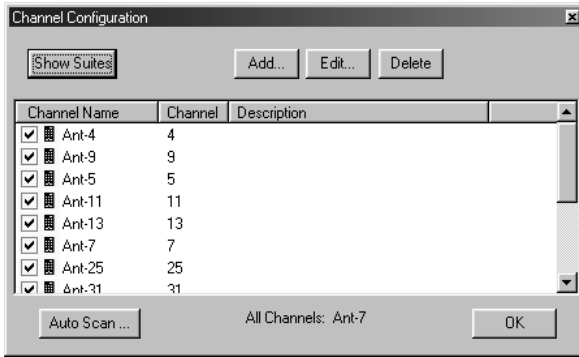 Channel Configuration
Show Suites Add... Edit... Delete
Channel Name Channel Description
Ant-4 4
Ant-9 9
Ant-5 5
Ant-11 11
Ant-13 13
Ant-7 7
Ant-25 25
Ant-31 31
Auto Scan ... All Channels: Ant-7 OK